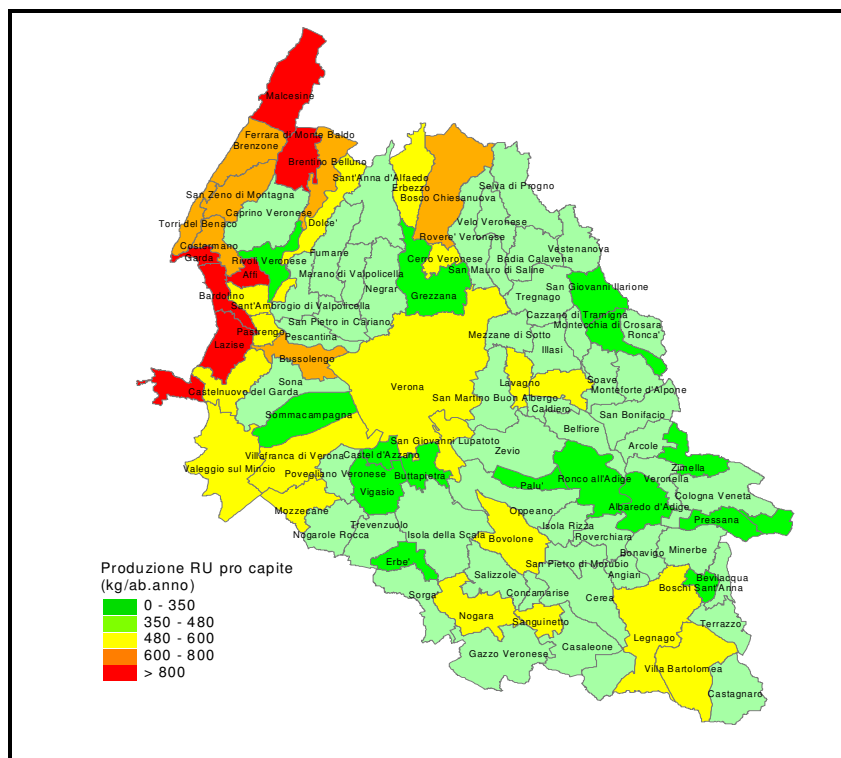 Malcesine
Ferrara di Monte Baldo
Brenzone
Brentino Belluno
Sant'Anna d'Alfaedo
Erbezzo
Selva di Progno
San Zeno di Montagna
Bosco Chiesanuova
Caprino Veronese
Torri del Benaco
Dolce'
Velo Veronese
Rovere' Veronese
Costermano
Vestenanova
Fumane
Garda
Rivoli Veronese
Cerro Veronese
Badia Calavena
Affi
Marano di Valpolicella
San Mauro di Saline
San Giovanni Ilarione
Negrar
Grezzana
Bardolino
Tregnago
Sant'Ambrogio di Valpolicella
Cazzano di Tramigna
San Pietro in Cariano
Montecchia di Crosara
Pastrengo
Pescantina
Mezzane di Sotto
Ronca'
Lazise
Illasi
Bussolengo
Sona
Verona
Lavagno
Soave
Castelnuovo del Garda
Monteforte d'Alpone
San Martino Buon Albergo
Caldiero
Sommacampagna
San Bonifacio
Belfiore
San Giovanni Lupatoto
Arcole
Zevio
Villafranca di Verona
Castel d'Azzano
Valeggio sul Mincio
Zimella
Povegliano Veronese
Buttapietra
Ronco all'Adige
Veronella
Palu'
Vigasio
Cologna Veneta
Albaredo d'Adige
Oppeano
Mozzecane
Pressana
Trevenzuolo
Isola Rizza
Nogarole Rocca
Isola della Scala
Roverchiara
Bovolone
Minerbe
Bonavigo
Erbe'
San Pietro di Morubio
Produzione RU pro capite
(kg/ab.anno)
Salizzole
Angiari
Bevilacqua
Boschi Sant'Anna
Sorga'
Concamarise
Cerea
0 - 350
350 - 480
480 - 600
600 - 800
> 800
Nogara
Sanguinetto
Terrazzo
Legnago
Casaleone
Gazzo Veronese
Villa Bartolomea
Castagnaro